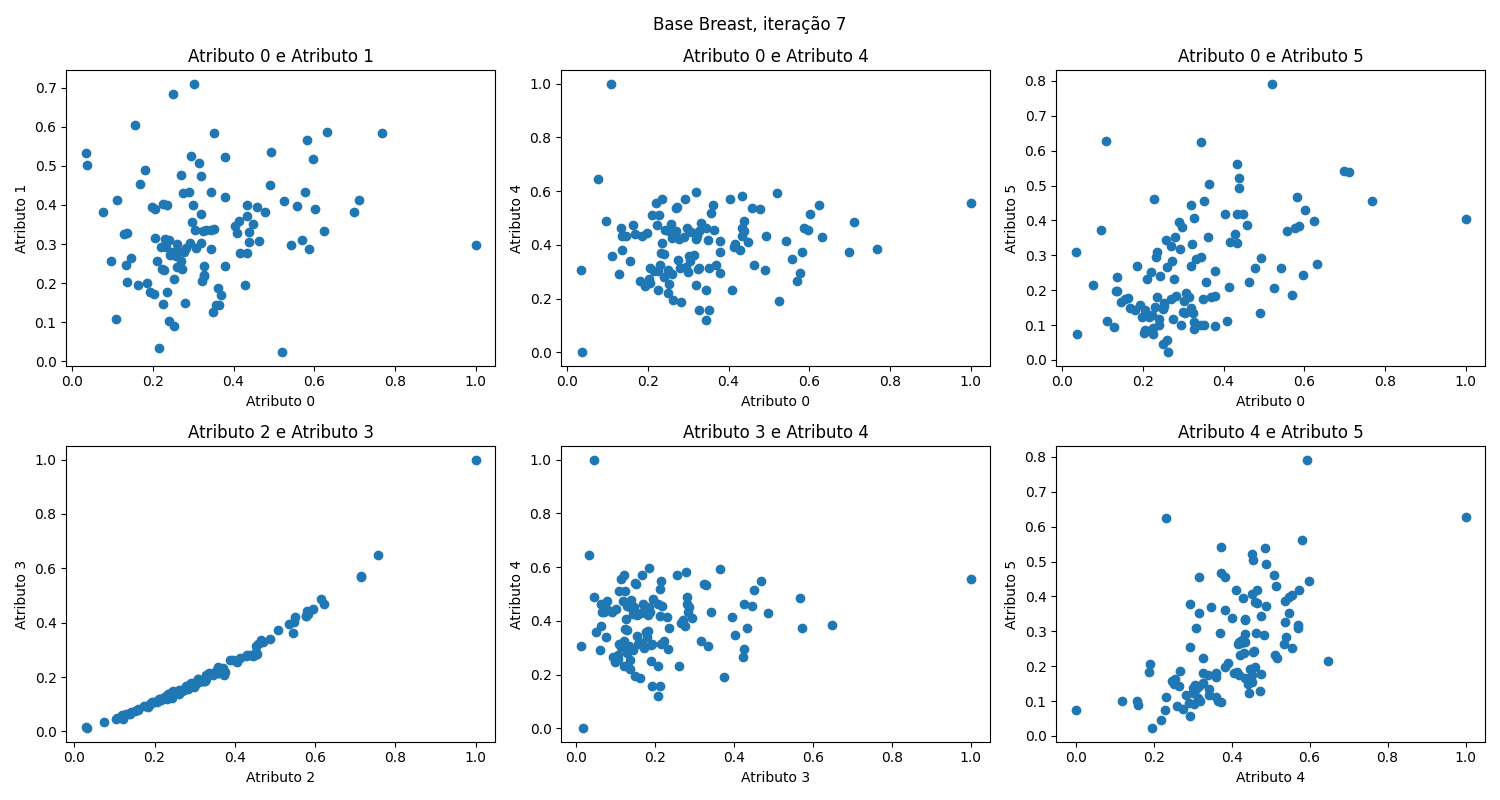 Base Breast, iteração 7
Atributo 0 e Atributo 1
Atributo 1
0.7
0.6
0.5
0.4
0.3
0.2
0.1
0.0
0.0 0.2 0.4 0.6 0.8 1.0
Atributo 0
Atributo 0 e Atributo 4
Atributo 4
1.0
0.8
0.6
0.4
0.2
0.0
0.0 0.2 0.4 0.6 0.8 1.0
Atributo 0
Atributo 0 e Atributo 5
Atributo 5
0.8
0.7
0.6
0.5
0.4
0.3
0.2
0.1
0.0
0.0 0.2 0.4 0.6 0.8 1.0
Atributo 0
Atributo 2 e Atributo 3
Atributo 3
1.0
0.8
0.6
0.4
0.2
0.0
0.0 0.2 0.4 0.6 0.8 1.0
Atributo 2
Atributo 3 e Atributo 4
Atributo 4
1.0
0.8
0.6
0.4
0.2
0.0
0.0 0.2 0.4 0.6 0.8 1.0
Atributo 3
Atributo 4 e Atributo 5
Atributo 5
0.8
0.7
0.6
0.5
0.4
0.3
0.2
0.1
0.0
0.0 0.2 0.4 0.6 0.8 1.0
Atributo 4